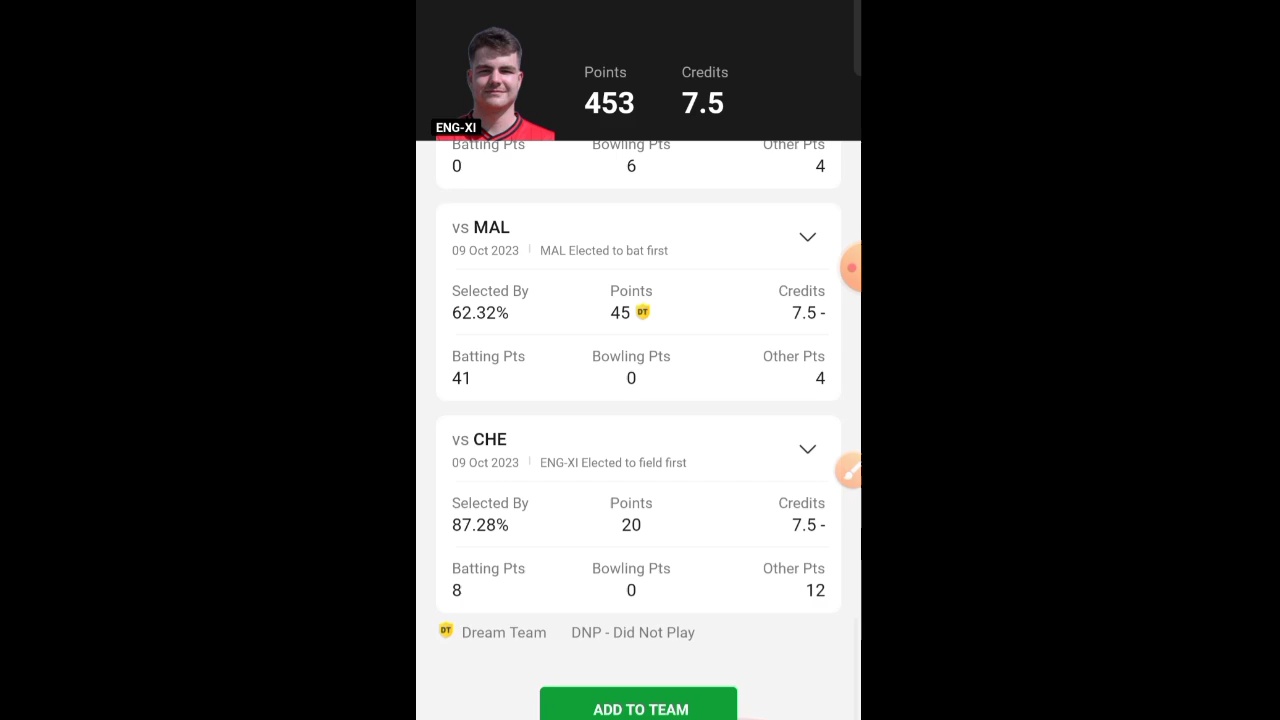 Points Credits
453 7.5
ENG-XI
Batting Pts Bowling Pts Other Pts
0 6 4
vs MAL
09 Oct 2023 MAL Elected to bat first
Selected By Points Credits
62.32% 45 DT 7.5 -
Batting Pts Bowling Pts Other Pts
41 0 4
vs CHE
09 Oct 2023 ENG-XI Elected to field first
Selected By Points Credits
87.28% 20 7.5 -
Batting Pts Bowling Pts Other Pts
8 0 12
DT Dream Team DNP - Did Not Play
ADD TO TEAM